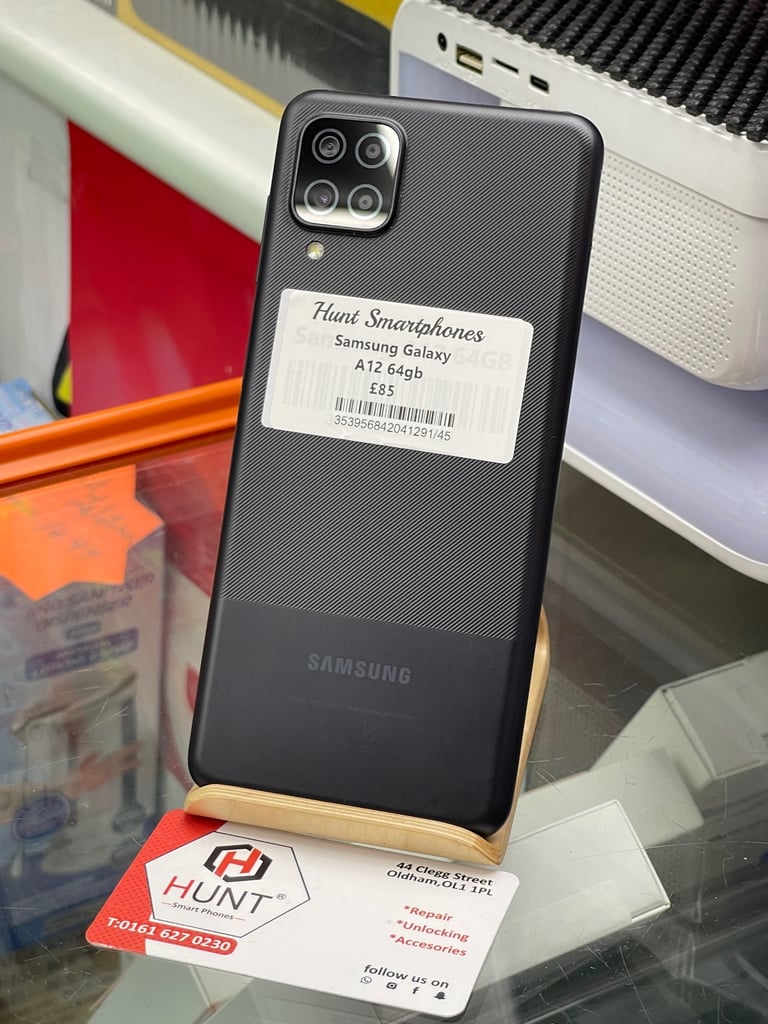 Hunt Smartphones
Samsung Galaxy
A12 64gb
£85
353956842041291/45
SAMSUNG
HUNT®
Smart Phones
T:0161 627 0230
44 Clegg Street
Oldham,OL1 1PL
*Repair
*Unlocking
*Accesories
follow us on
DISPENSER